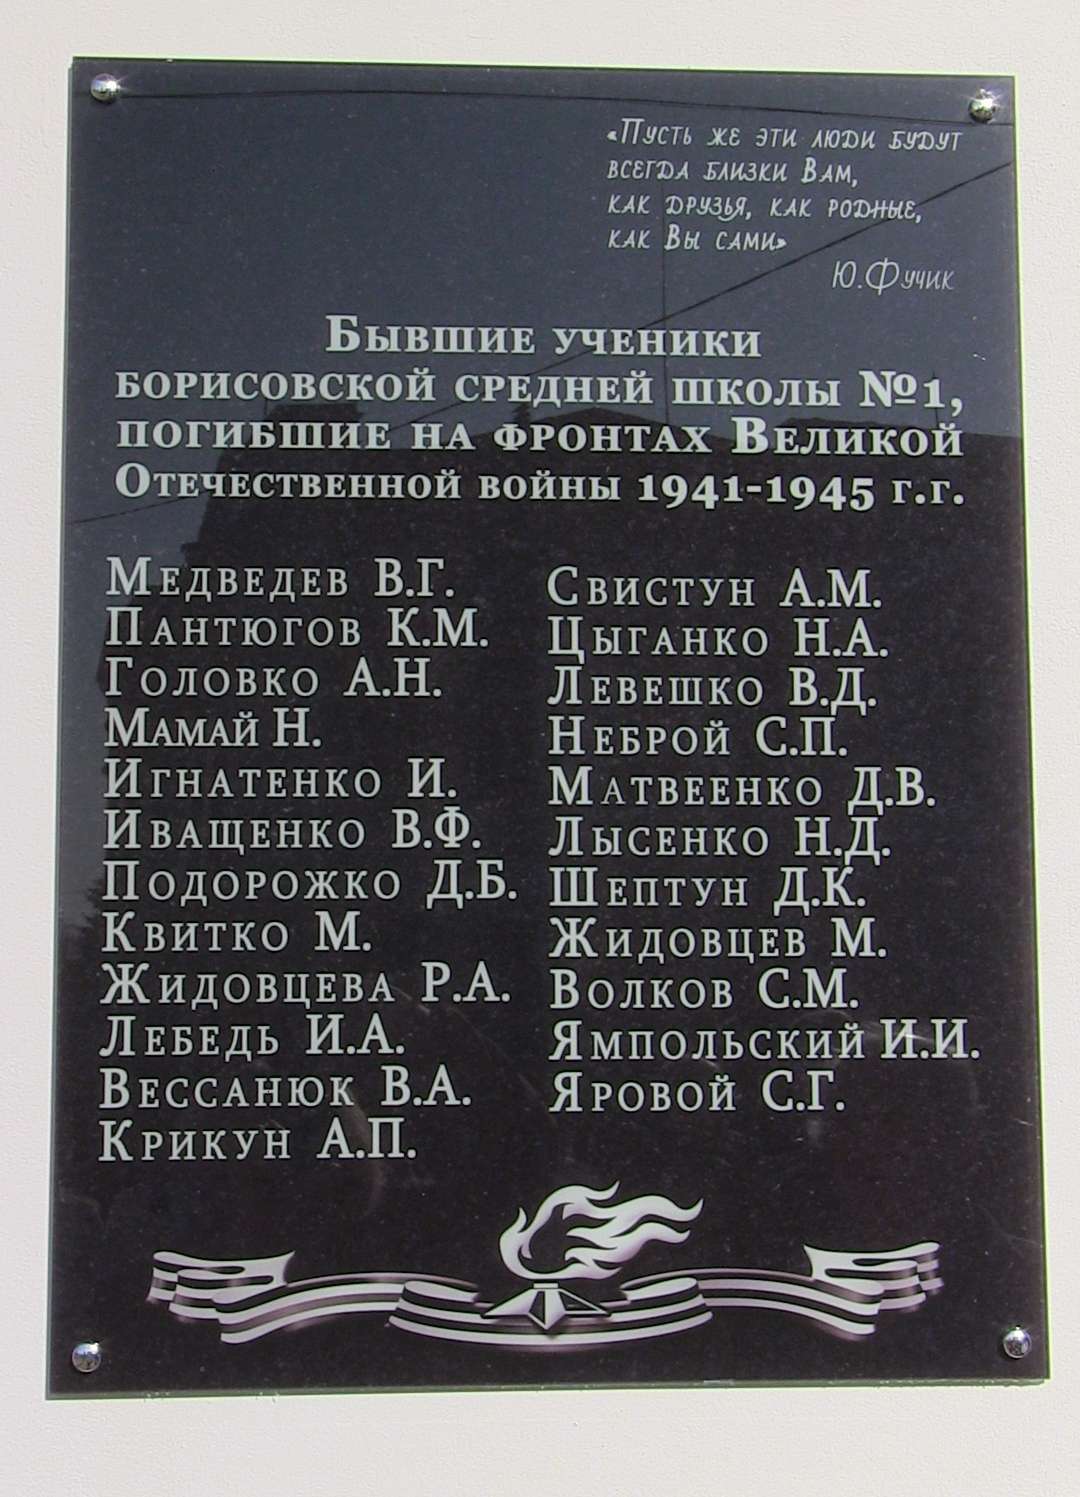 «Пусть же эти люди будут
всегда близки Вам,
как друзья, как родные,
как Вы сами»
Ю.Фучик
Бывшие ученики
борисовской средней школы №1,
погибшие на фронтах Великой
Отечественной войны 1941-1945 г.г.
Медведев В.Г.
Пантюгов К.М.
Головко А.Н.
Мамай Н.
Игнатенко И.
Иващенко В.Ф.
Подорожко Д.Б.
Квитко М.
Жидовцева Р.А.
Лебедь И.А.
Вессанюк В.А.
Крикун А.П.
Свистун А.М.
Цыганко Н.А.
Левешко В.Д.
Неброй С.П.
Матвеенко Д.В.
Лысенко Н.Д.
Шептун Д.К.
Жидовцев М.
Волков С.М.
Ямпольский И.И.
Яровой С.Г.